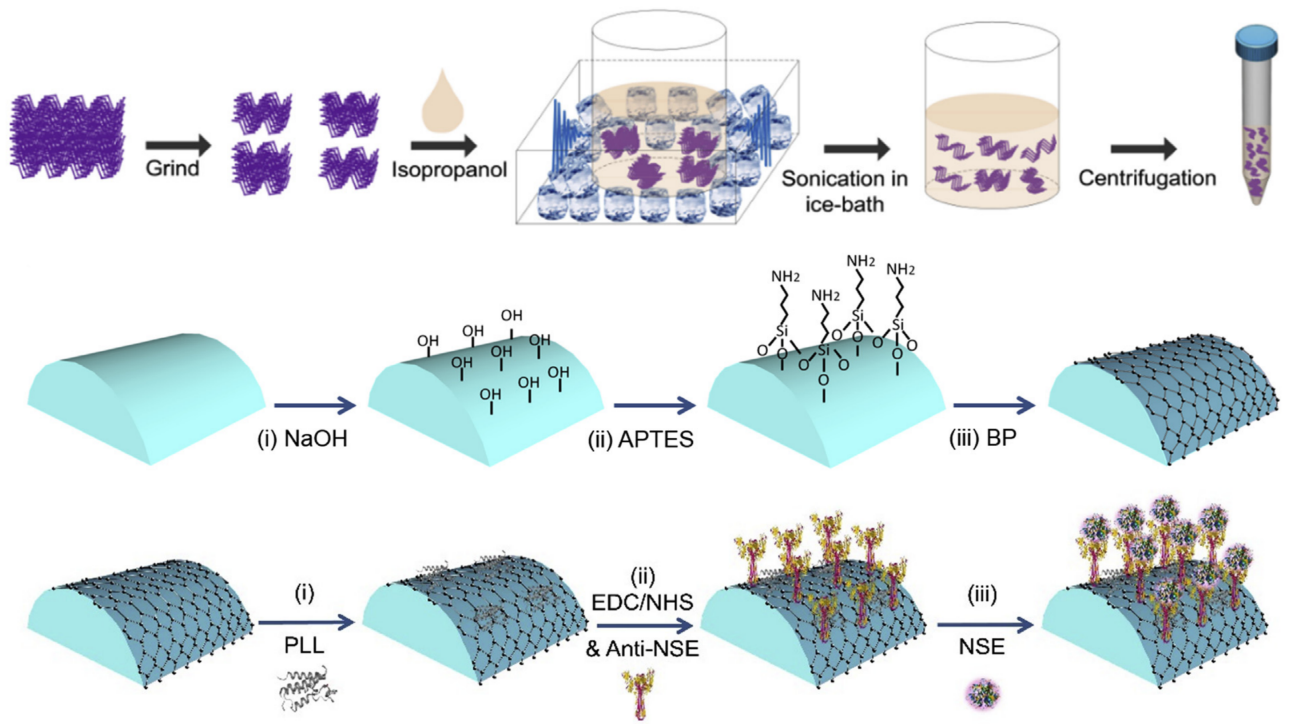 Grind
Isopropanol
Sonication in
ice-bath
Centrifugation
OH
OH
OH
OH
OH
OH
OH
OH
OH
NH2
NH2
NH2
NH2
Si
Si
Si
Si
O
O
O
O
O
O
O
O
O
(i) NaOH
(ii) APTES
(iii) BP
(i)
PLL
(ii)
EDC/NHS
& Anti-NSE
(iii)
NSE